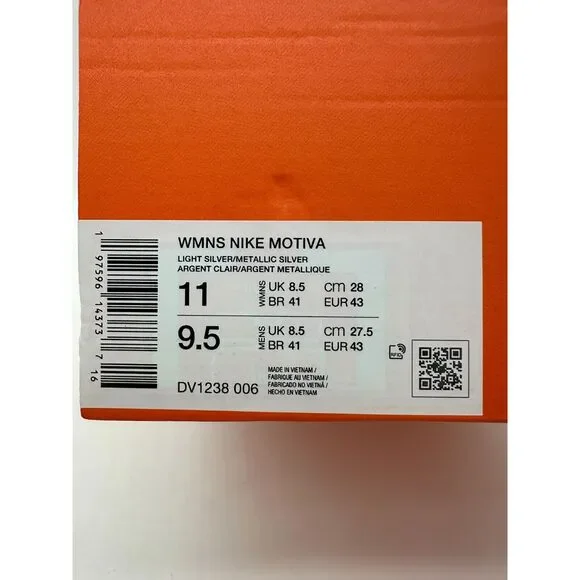 WMNS NIKE MOTIVA
LIGHT SILVER/METALLIC SILVER
ARGENT CLAIR/ARGENT METALLIQUE
11 WMNS UK 8.5 cm 28
BR 41 EUR 43
9.5 MENS UK 8.5 cm 27.5
BR 41 EUR 43
DV1238 006
MADE IN VIETNAM /
FABRIQUE AU VIETNAM /
FABRICADO NO VIETNÃ /
HECHO EN VIETNAM
RFID
1 97596 14373 7 16